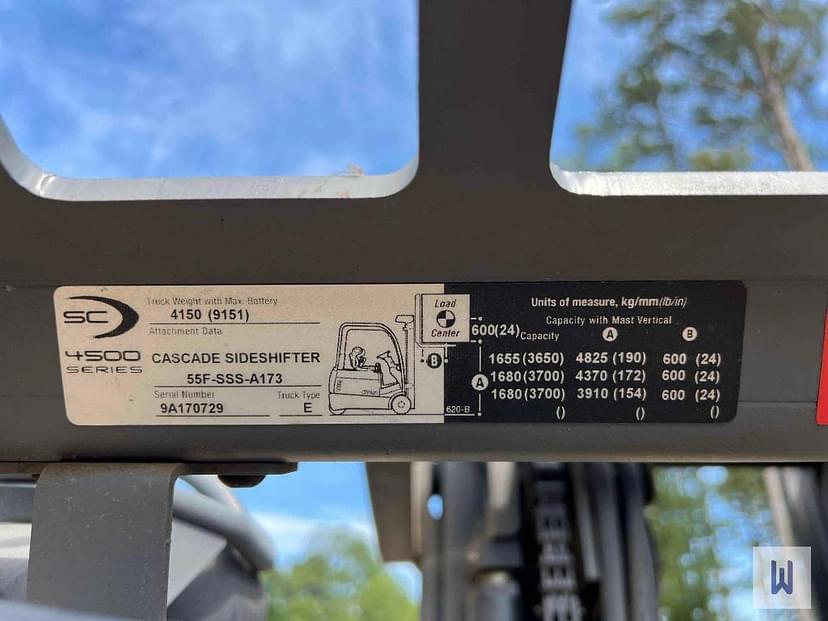 SC
4500
SERIES
Truck Weight with Max. Battery
4150 (9151)
Attachment Data
CASCADE SIDESHIFTER
55F-SSS-A173
Serial Number Truck Type
9A170729 E
Load
Center
600(24)
B
A
620-B
Units of measure, kg/mm(lb/in)
Capacity with Mast Vertical
Capacity A B
1655(3650) 4825 (190) 600 (24)
1680(3700) 4370 (172) 600 (24)
1680(3700) 3910 (154) 600 (24)
() () ()
W